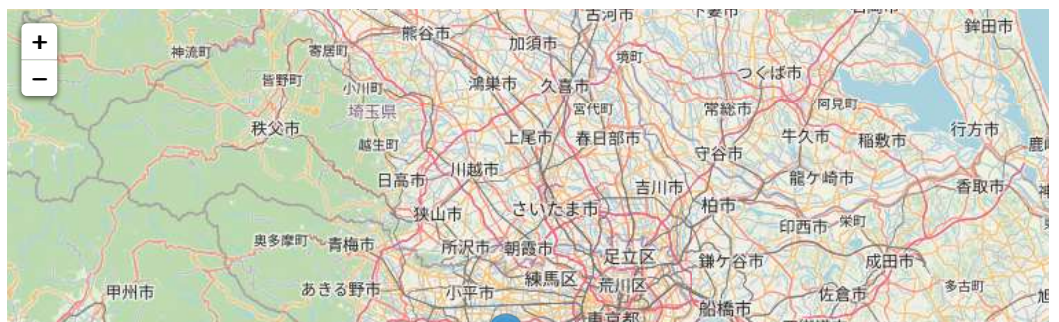 +
−
古河市
熊谷市
加須市
境町
鉾田市
神流町
寄居町
皆野町
小川町
鴻巣市
久喜市
つくば市
埼玉県
宮代町
常総市
阿見町
秩父市
越生町
上尾市
春日部市
守谷市
牛久市
稲敷市
行方市
日高市
川越市
吉川市
龍ケ崎市
香取市
狭山市
さいたま市
柏市
印西市
栄町
奥多摩町
青梅市
所沢市
朝霞市
足立区
鎌ケ谷市
成田市
甲州市
あきる野市
小平市
練馬区
荒川区
船橋市
佐倉市
多古町
東京都